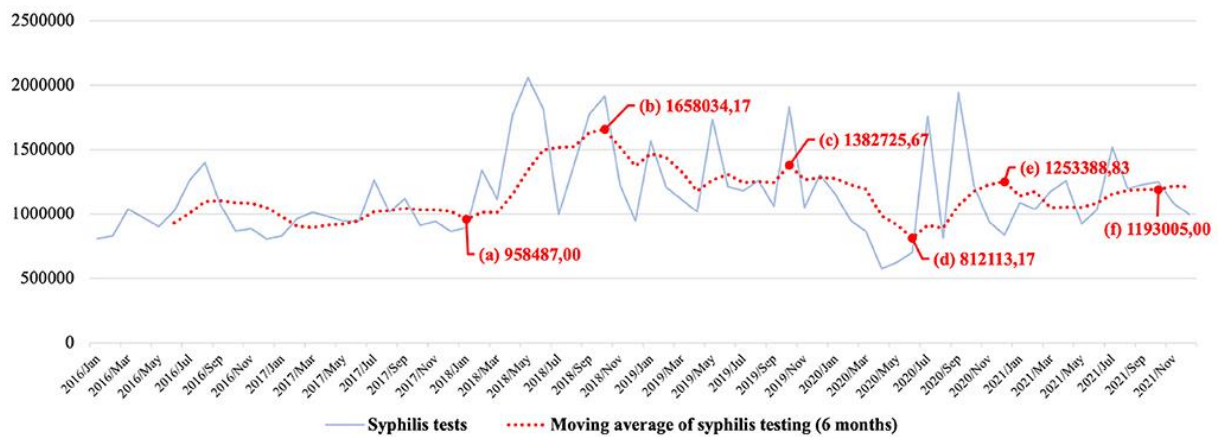 2500000
2000000
1500000
1000000
500000
0
(b) 1658034,17
(c) 1382725,67
(e) 1253388,83
(a) 958487,00
(d) 812113,17
(f) 1193005,00
2016/Jan
2016/Mar
2016/May
2016/Jul
2016/Sep
2016/Nov
2017/Jan
2017/Mar
2017/May
2017/Jul
2017/Sep
2017/Nov
2018/Jan
2018/Mar
2018/May
2018/Jul
2018/Sep
2018/Nov
2019/Jan
2019/Mar
2019/May
2019/Jul
2019/Sep
2019/Nov
2020/Jan
2020/Mar
2020/May
2020/Jul
2020/Sep
2020/Nov
2021/Jan
2021/Mar
2021/May
2021/Jul
2021/Sep
2021/Nov
Syphilis tests
Moving average of syphilis testing (6 months)